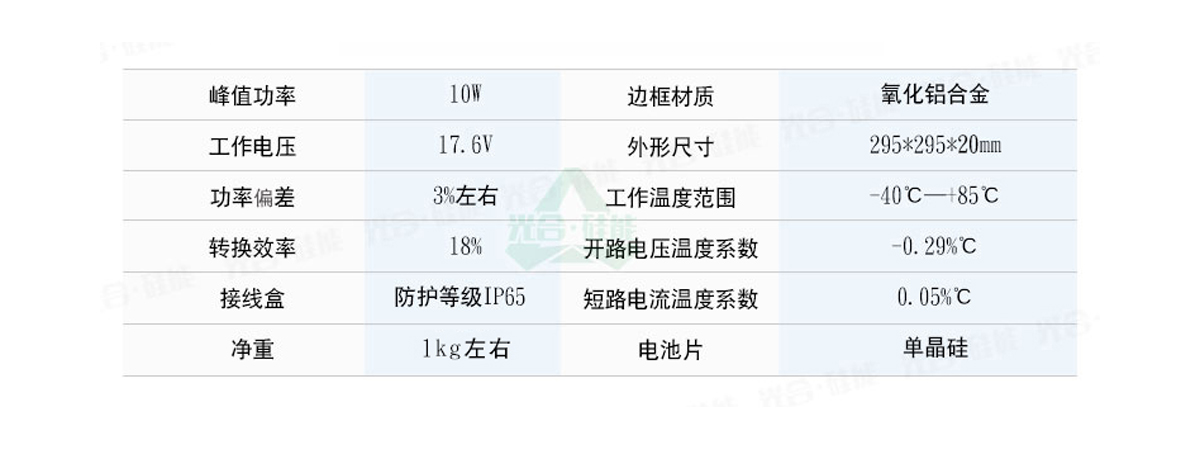 峰值功率 10W 边框材质 氧化铝合金
工作电压 17.6V 外形尺寸 295*295*20mm
功率偏差 3%左右 工作温度范围 -40℃—+85℃
转换效率 18% 开路电压温度系数 -0.29%℃
接线盒 防护等级IP65 短路电流温度系数 0.05%℃
净重 1kg左右 电池片 单晶硅
光合·硅能